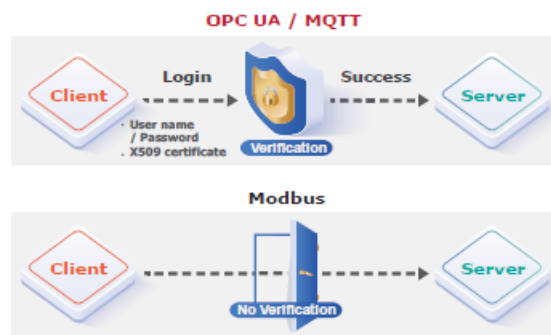 OPC UA / MQTT
Client
Login
Success
Server
· User name
/ Password
. X509 certificate
Verification
Modbus
Client
Server
No Verification